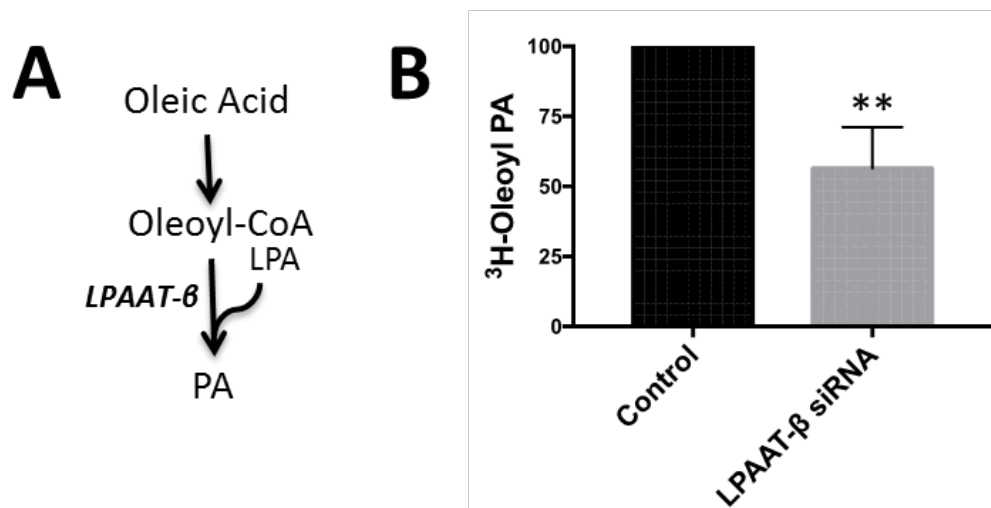 A
Oleic Acid
Oleoyl-CoA
LPA
LPAAT-β
PA
B
³H-Oleoyl PA
100
75
50
25
0
**
Control
LPAAT-β siRNA